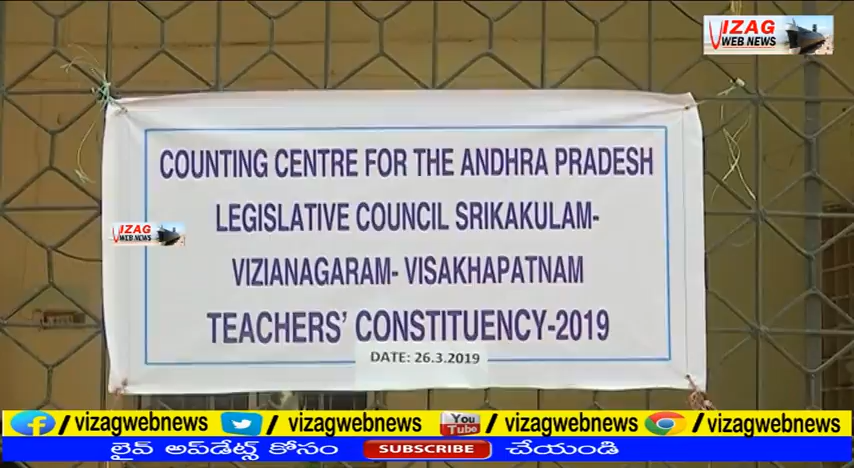 VIZAG
WEB NEWS
COUNTING CENTRE FOR THE ANDHRA PRADESH
LEGISLATIVE COUNCIL SRIKAKULAM-
VIZIANAGARAM- VISAKHAPATNAM
TEACHERS' CONSTITUENCY-2019
DATE: 26.3.2019
VIZAG
WEB NEWS
/vizagwebnews /vizagwebnews You Tube /vizagwebnews /vizagwebnews
లైవ్ అప్‌డేట్స్ కోసం SUBSCRIBE చేయండి